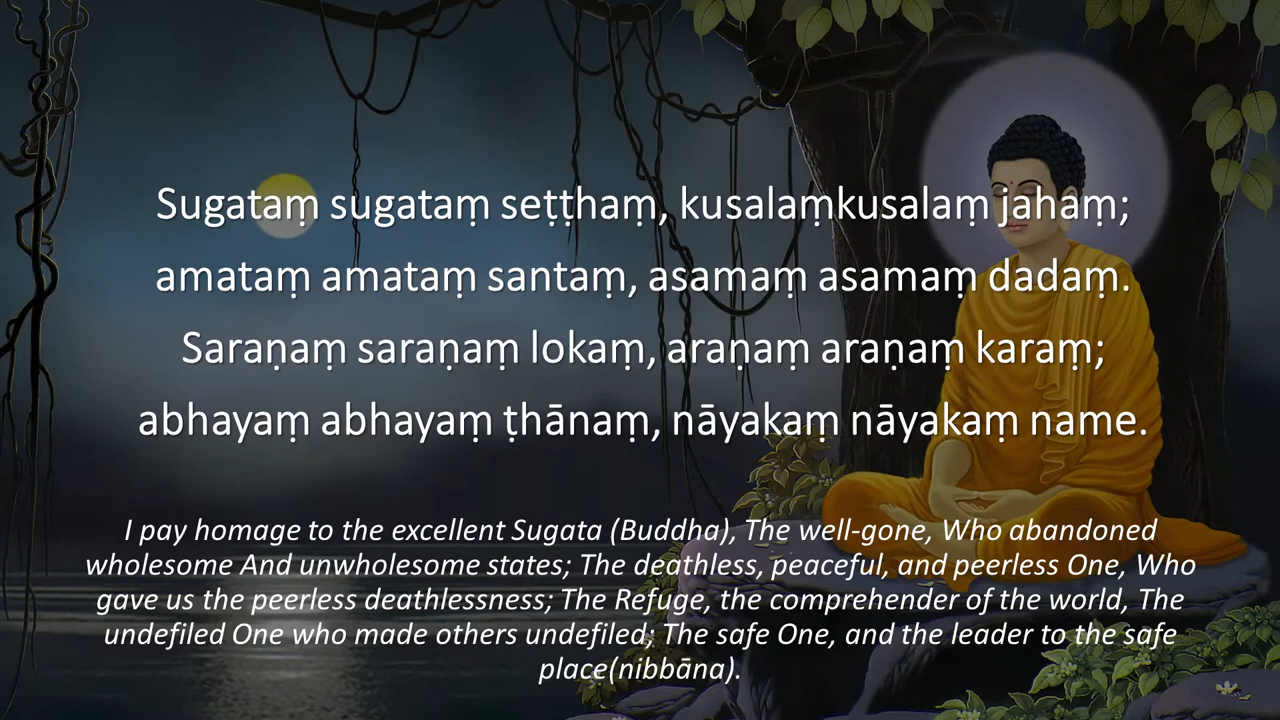 Sugataṃ sugataṃ seṭṭhaṃ, kusalaṃkusalaṃ jahaṃ;
amataṃ amataṃ santaṃ, asamaṃ asamaṃ dadaṃ.
Saraṇaṃ saraṇaṃ lokaṃ, araṇaṃ araṇaṃ karaṃ;
abhayaṃ abhayaṃ ṭhānaṃ, nāyakaṃ nāyakaṃ name.
I pay homage to the excellent Sugata (Buddha), The well-gone, Who abandoned
wholesome And unwholesome states; The deathless, peaceful, and peerless One, Who
gave us the peerless deathlessness; The Refuge, the comprehender of the world, The
undefiled One who made others undefiled; The safe One, and the leader to the safe
place(nibbāna).